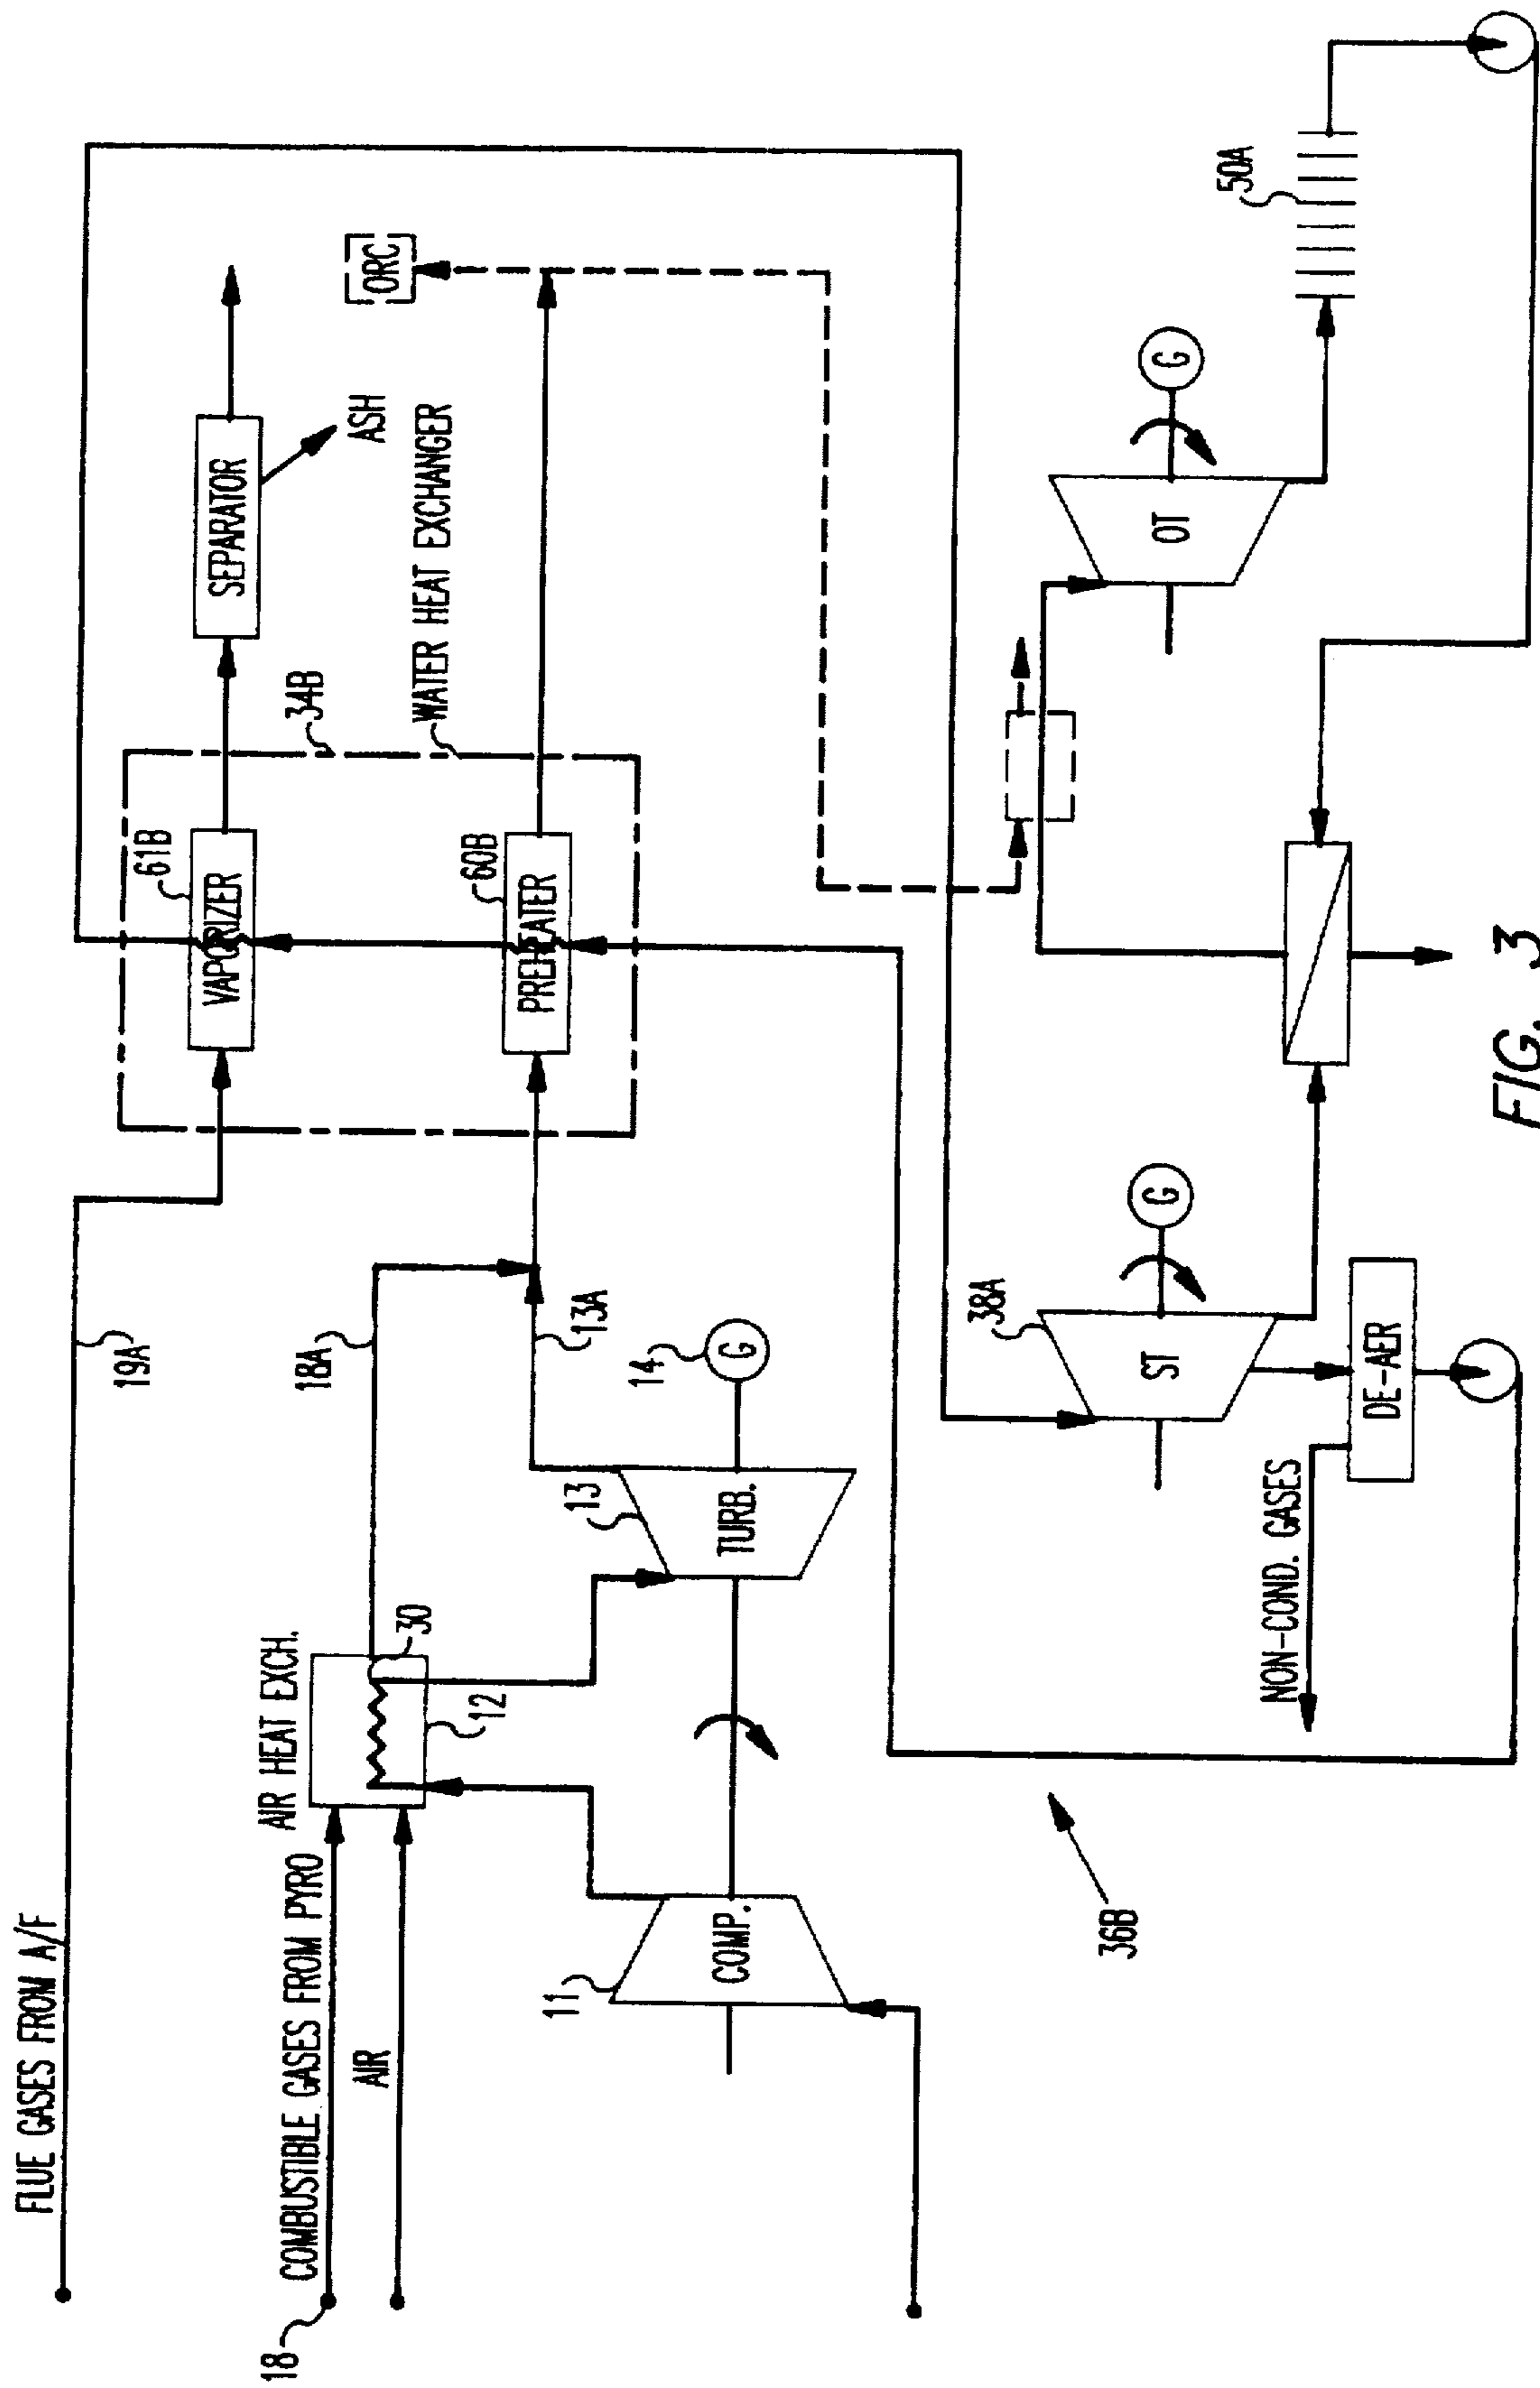 FLUE GASES FROM A/F
19A
18
COMBUSTIBLE GASES FROM PYRO
AIR
AIR HEAT EXCH.
30
12
18A
13A
11
COMP.
13
TURB.
14
G
61B
VAPORIZER
34B
SEPARATOR
ASH
60B
PREHEATER
WATER HEAT EXCHANGER
ORC
36B
38A
ST
G
DE-AER
NON-COND. GASES
OT
G
50A
FIG. 3